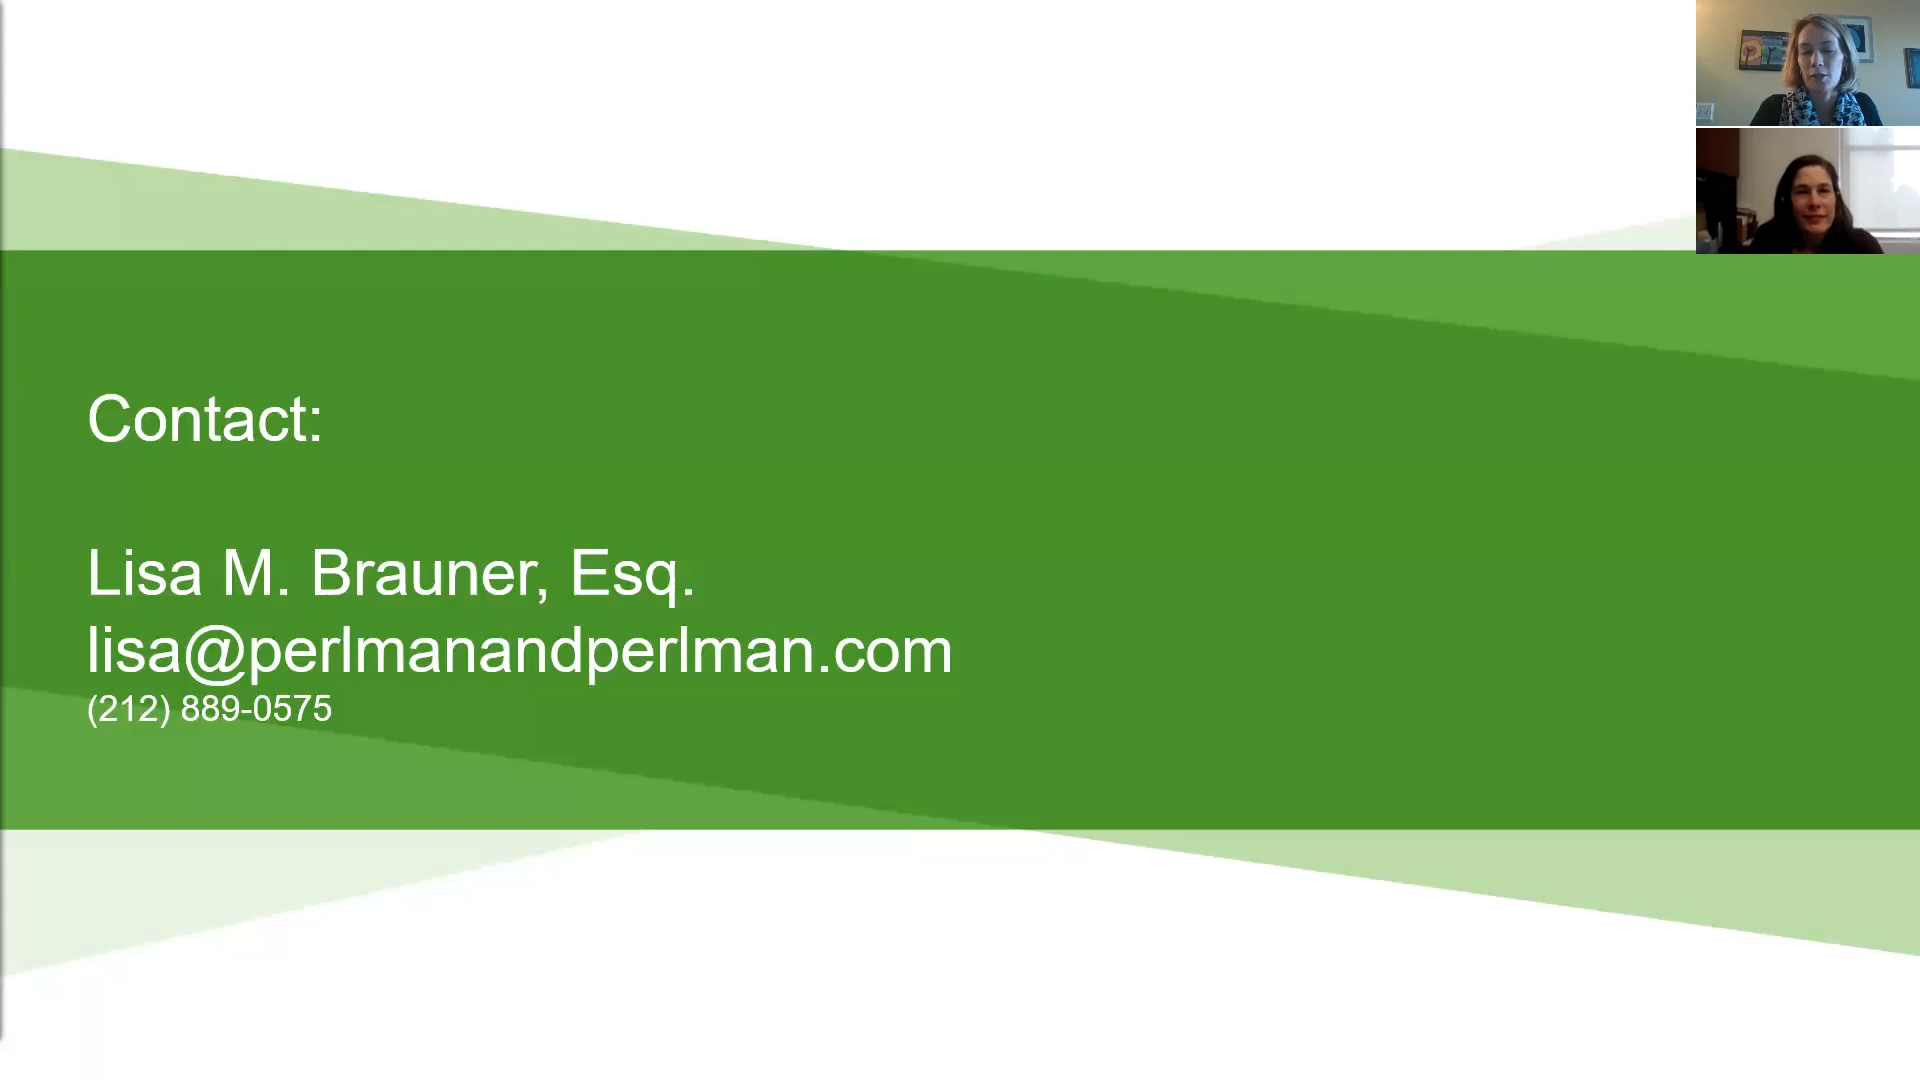 Contact:
Lisa M. Brauner, Esq.
lisa@perlmanandperlman.com
(212) 889-0575